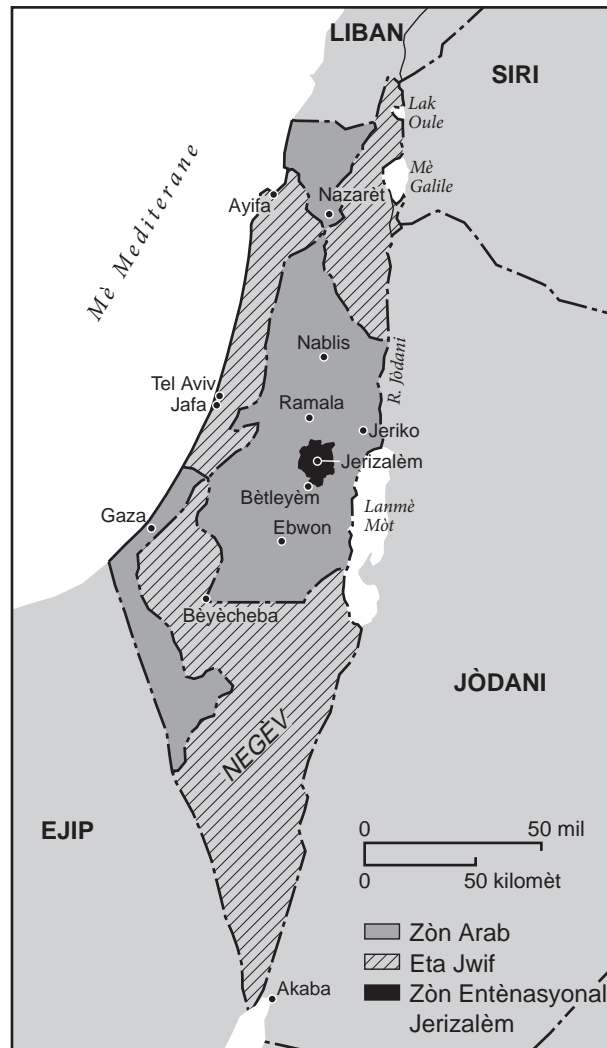 LIBAN
SIRI
Lak
Oule
Mè
Galile
Mè Mediterane
Ayifa
Nazarèt
Nablis
R. Jòdani
Tel Aviv
Jafa
Ramala
Jeriko
Jerizalèm
Bètleyèm
Lanmè
Mòt
Gaza
Ebwon
Bèyècheba
JÒDANI
NEGÈV
EJIP
0 50 mil
0 50 kilomèt
Zòn Arab
Eta Jwif
Akaba
Zòn Entènasyonal
Jerizalèm